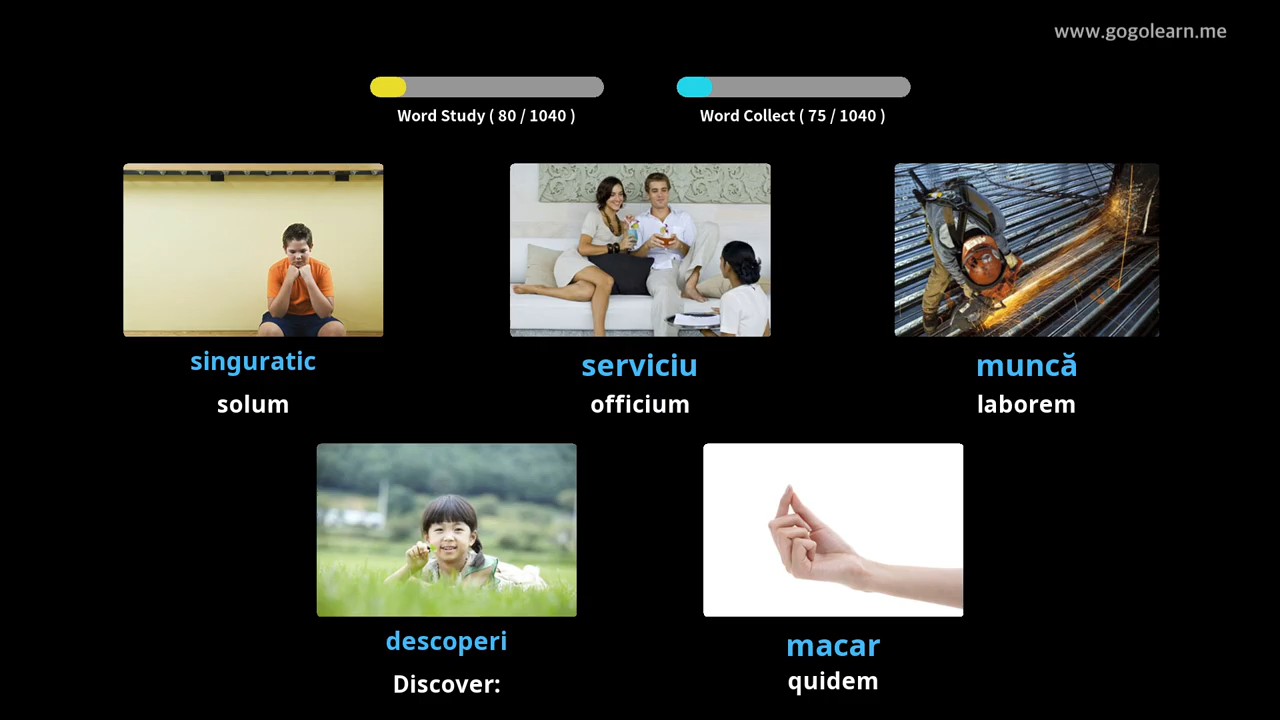 www.gogolearn.me
Word Study ( 80 / 1040 )
Word Collect ( 75 / 1040 )
singuratic
solum
serviciu
officium
muncă
laborem
descoperi
Discover:
macar
quidem